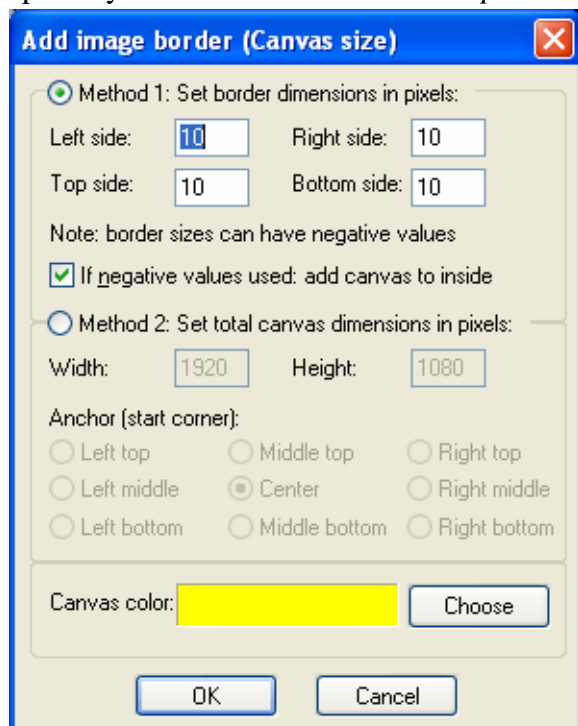 Add image border (Canvas size)
Method 1: Set border dimensions in pixels:
Left side: 10 Right side: 10
Top side: 10 Bottom side: 10
Note: border sizes can have negative values
If negative values used: add canvas to inside
Method 2: Set total canvas dimensions in pixels:
Width: 1920 Height: 1080
Anchor (start corner):
Left top Middle top Right top
Left middle Center Right middle
Left bottom Middle bottom Right bottom
Canvas color: Choose
OK Cancel